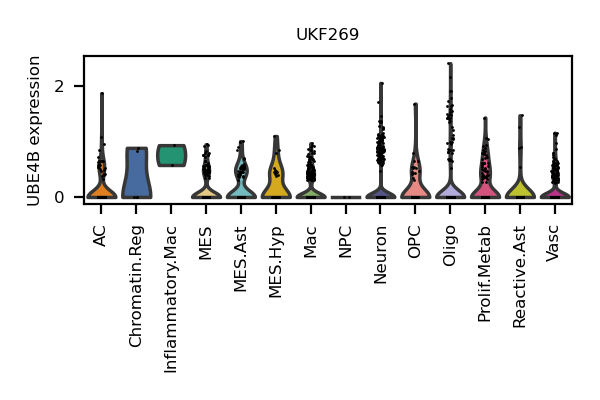 UKF269
UBE4B expression
2
0
AC
Chromatin.Reg
Inflammatory.Mac
MES
MES.Ast
MES.Hyp
Mac
NPC
Neuron
OPC
Oligo
Prolif.Metab
Reactive.Ast
Vasc